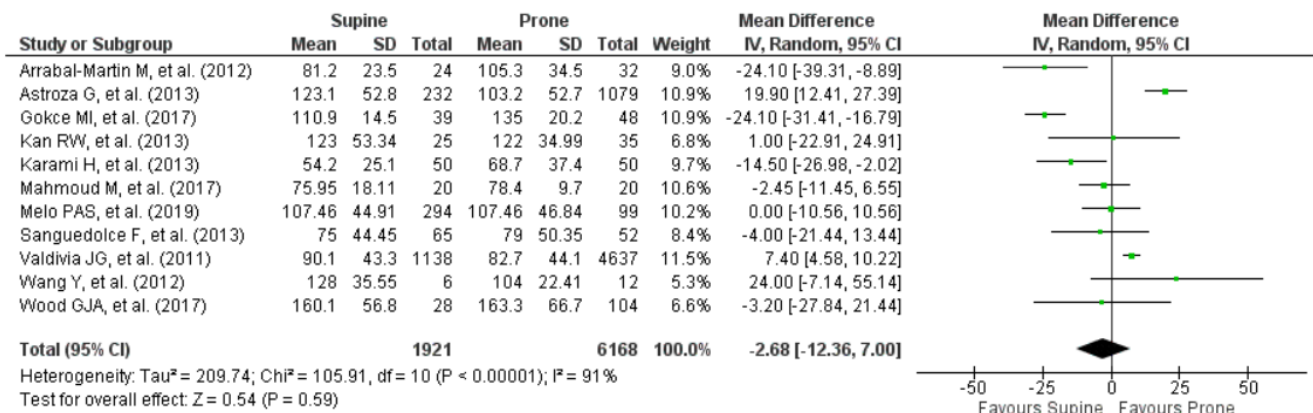 Supine Prone Mean Difference Mean Difference
Study or Subgroup Mean SD Total Mean SD Total Weight IV, Random, 95% CI IV, Random, 95% CI
Arrabal-Martin M, et al. (2012) 81.2 23.5 24 105.3 34.5 32 9.0% -24.10 [-39.31, -8.89]
Astroza G, et al. (2013) 123.1 52.8 232 103.2 52.7 1079 10.9% 19.90 [12.41, 27.39]
Gokce MI, et al. (2017) 110.9 14.5 39 135 20.2 48 10.9% -24.10 [-31.41, -16.79]
Kan RW, et al. (2013) 123 53.34 25 122 34.99 35 6.8% 1.00 [-22.91, 24.91]
Karami H, et al. (2013) 54.2 25.1 50 68.7 37.4 50 9.7% -14.50 [-26.98, -2.02]
Mahmoud M, et al. (2017) 75.95 18.11 20 78.4 9.7 20 10.6% -2.45 [-11.45, 6.55]
Melo PAS, et al. (2019) 107.46 44.91 294 107.46 46.84 99 10.2% 0.00 [-10.56, 10.56]
Sanguedolce F, et al. (2013) 75 44.45 65 79 50.35 52 8.4% -4.00 [-21.44, 13.44]
Valdivia JG, et al. (2011) 90.1 43.3 1138 82.7 44.1 4637 11.5% 7.40 [4.58, 10.22]
Wang Y, et al. (2012) 128 35.55 6 104 22.41 12 5.3% 24.00 [-7.14, 55.14]
Wood GJA, et al. (2017) 160.1 56.8 28 163.3 66.7 104 6.6% -3.20 [-27.84, 21.44]
Total (95% CI) 1921 6168 100.0% -2.68 [-12.36, 7.00]
Heterogeneity: Tau² = 209.74; Chi² = 105.91, df = 10 (P < 0.00001); I² = 91%
Test for overall effect: Z = 0.54 (P = 0.59)
-50 -25 0 25 50
Favours Supine Favours Prone